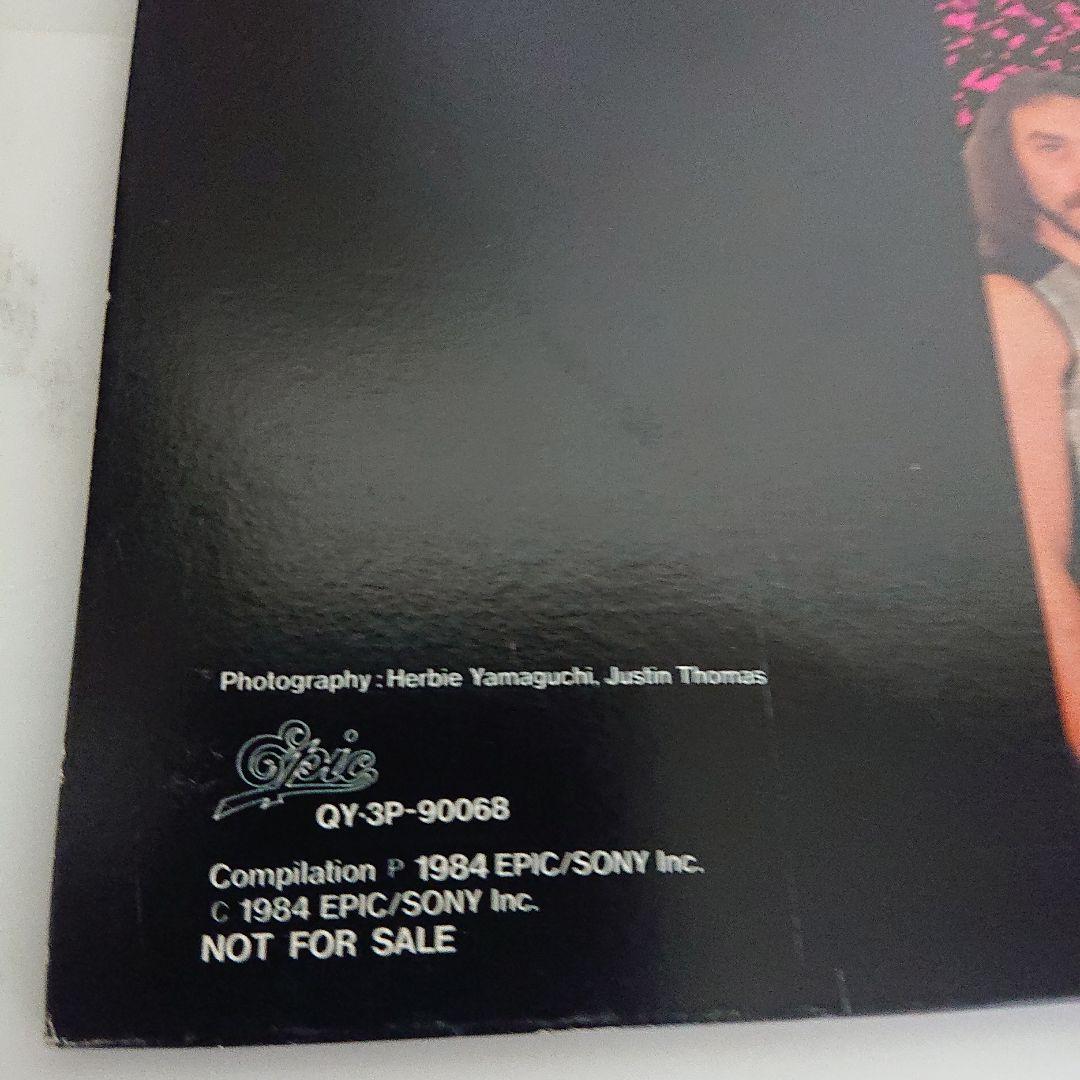 Photography : Herbie Yamaguchi, Justin Thomas
Epic
QY·3P-90068
Compilation P 1984 EPIC/SONY Inc.
C 1984 EPIC/SONY Inc.
NOT FOR SALE